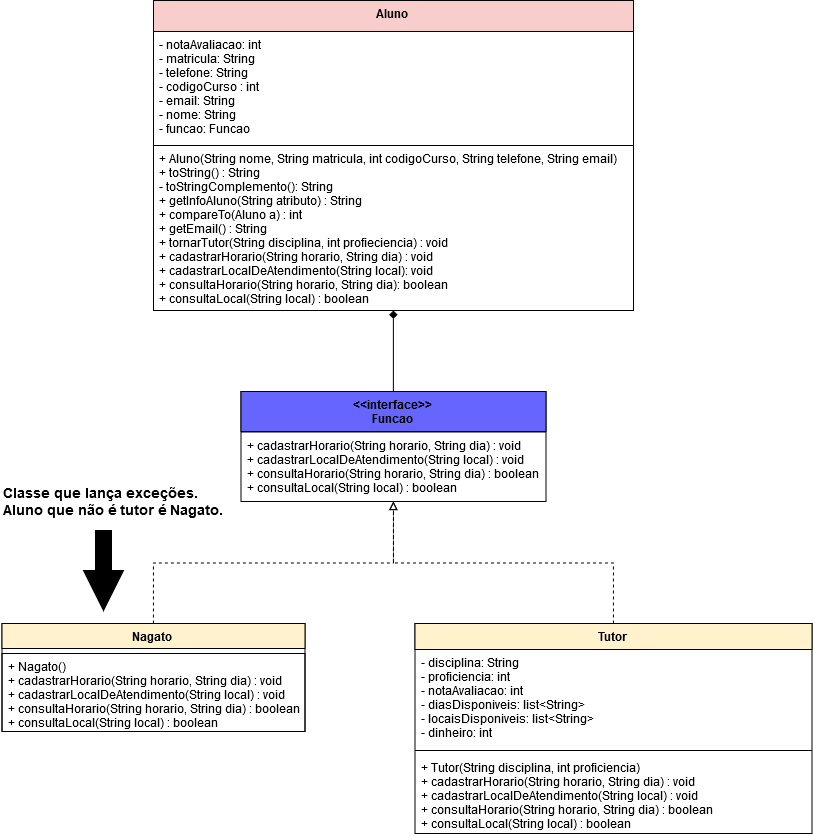 Aluno
- notaAvaliacao: int
- matricula: String
- telefone: String
- codigoCurso : int
- email: String
- nome: String
- funcao: Funcao
+ Aluno(String nome, String matricula, int codigoCurso, String telefone, String email)
+ toString() : String
- toStringComplemento(): String
+ getInfoAluno(String atributo) : String
+ compareTo(Aluno a) : int
+ getEmail() : String
+ tornarTutor(String disciplina, int profieciencia) : void
+ cadastrarHorario(String horario, String dia) : void
+ cadastrarLocalDeAtendimento(String local): void
+ consultaHorario(String horario, String dia): boolean
+ consultaLocal(String local) : boolean
<<interface>>
Funcao
+ cadastrarHorario(String horario, String dia) : void
+ cadastrarLocalDeAtendimento(String local) : void
+ consultaHorario(String horario, String dia) : boolean
+ consultaLocal(String local) : boolean
Classe que lança exceções.
Aluno que não é tutor é Nagato.
Nagato
+ Nagato()
+ cadastrarHorario(String horario, String dia) : void
+ cadastrarLocalDeAtendimento(String local) : void
+ consultaHorario(String horario, String dia) : boolean
+ consultaLocal(String local) : boolean
Tutor
- disciplina: String
- proficiencia: int
- notaAvaliacao: int
- diasDisponiveis: list<String>
- locaisDisponiveis: list<String>
- dinheiro: int
+ Tutor(String disciplina, int proficiencia)
+ cadastrarHorario(String horario, String dia) : void
+ cadastrarLocalDeAtendimento(String local) : void
+ consultaHorario(String horario, String dia) : boolean
+ consultaLocal(String local) : boolean